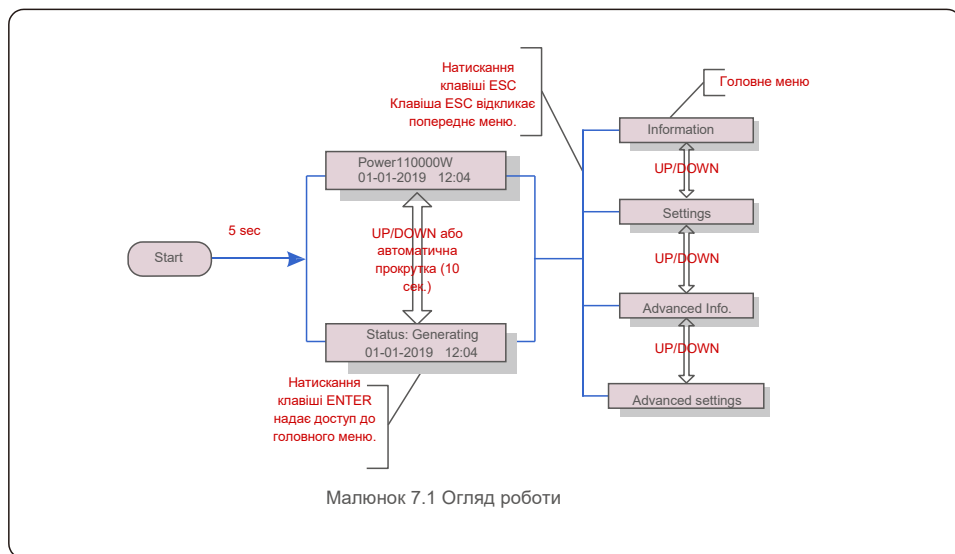 Натискання
клавіші ESC
Клавіша ESC відкликає
попереднє меню.
Головне меню
Information
UP/DOWN
Settings
UP/DOWN
Advanced Info.
UP/DOWN
Advanced settings
Power110000W
01-01-2019 12:04
5 sec
Start
UP/DOWN або
автоматична
прокрутка (10
сек.)
Status: Generating
01-01-2019 12:04
Натискання
клавіші ENTER
надає доступ до
головного меню.
Малюнок 7.1 Огляд роботи